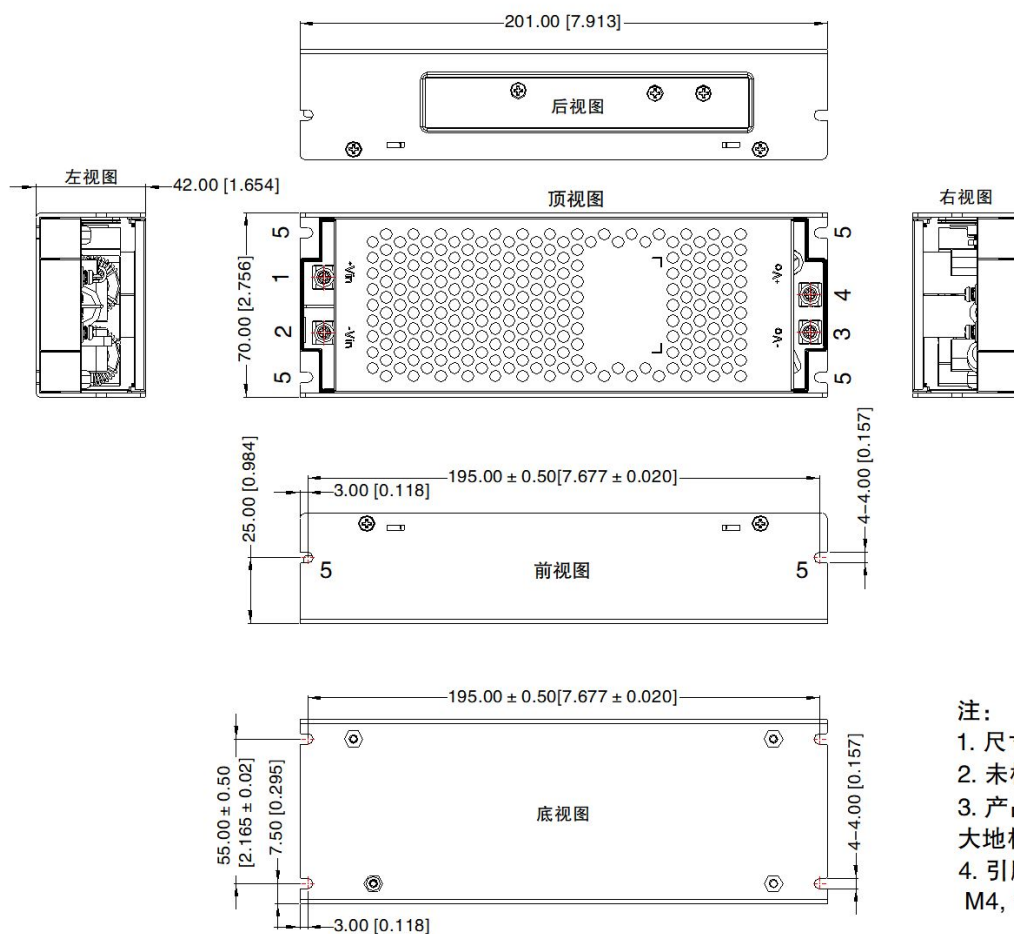 201.00 [7.913]
后视图
左视图
42.00 [1.654]
顶视图
右视图
5
5
1
+Vin
+Vo
4
70.00 [2.756]
2
-Vin
-Vo
3
5
5
195.00 ± 0.50[7.677 ± 0.020]
3.00 [0.118]
25.00 [0.984]
4-4.00 [0.157]
5
前视图
5
195.00 ± 0.50[7.677 ± 0.020]
55.00 ± 0.50
[2.165 ± 0.02]
7.50 [0.295]
底视图
4-4.00 [0.157]
3.00 [0.118]
注：
1. 尺
2. 未
3. 产
大地
4. 引
M4,